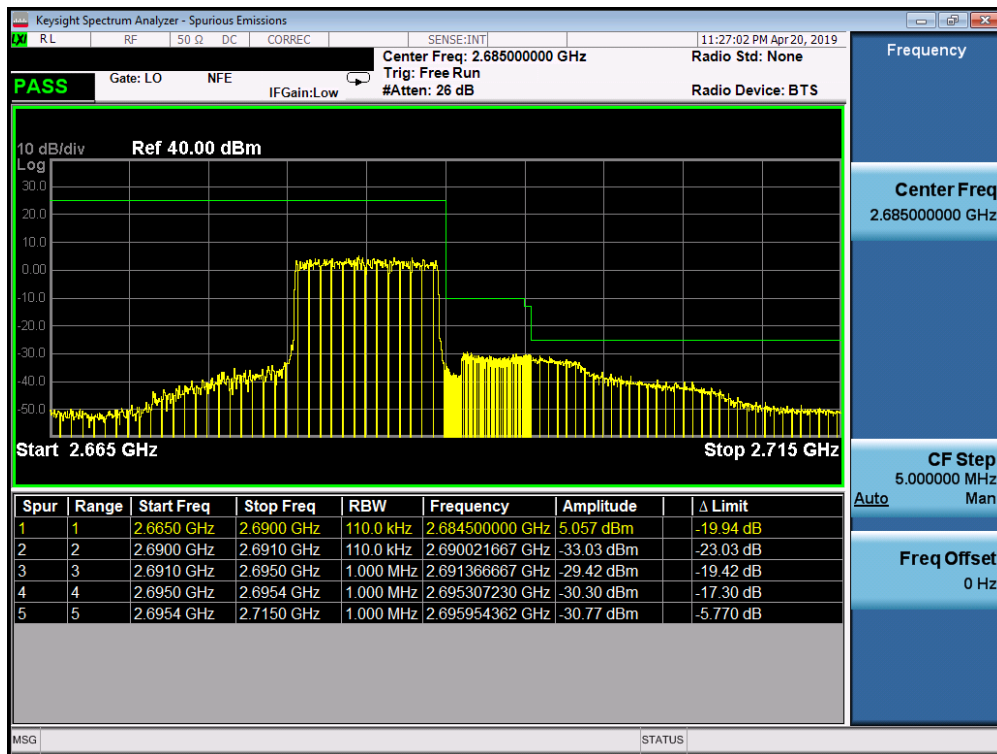 Keysight Spectrum Analyzer - Spurious Emissions
LXI RL RF 50 Ω DC CORREC SENSE:INT 11:27:02 PM Apr 20, 2019
Center Freq: 2.685000000 GHz Radio Std: None
PASS Gate: LO NFE Trig: Free Run
IFGain:Low #Atten: 26 dB Radio Device: BTS
10 dB/div Ref 40.00 dBm
Log
30.0
20.0
10.0
0.00
-10.0
-20.0
-30.0
-40.0
-50.0
Start 2.665 GHz Stop 2.715 GHz
Spur Range Start Freq Stop Freq RBW Frequency Amplitude Δ Limit
1 1 2.6650 GHz 2.6900 GHz 110.0 kHz 2.684500000 GHz 5.057 dBm -19.94 dB
2 2 2.6900 GHz 2.6910 GHz 110.0 kHz 2.690021667 GHz -33.03 dBm -23.03 dB
3 3 2.6910 GHz 2.6950 GHz 1.000 MHz 2.691366667 GHz -29.42 dBm -19.42 dB
4 4 2.6950 GHz 2.6954 GHz 1.000 MHz 2.695307230 GHz -30.30 dBm -17.30 dB
5 5 2.6954 GHz 2.7150 GHz 1.000 MHz 2.695954362 GHz -30.77 dBm -5.770 dB
MSG STATUS
Frequency
Center Freq
2.685000000 GHz
CF Step
5.000000 MHz
Auto Man
Freq Offset
0 Hz